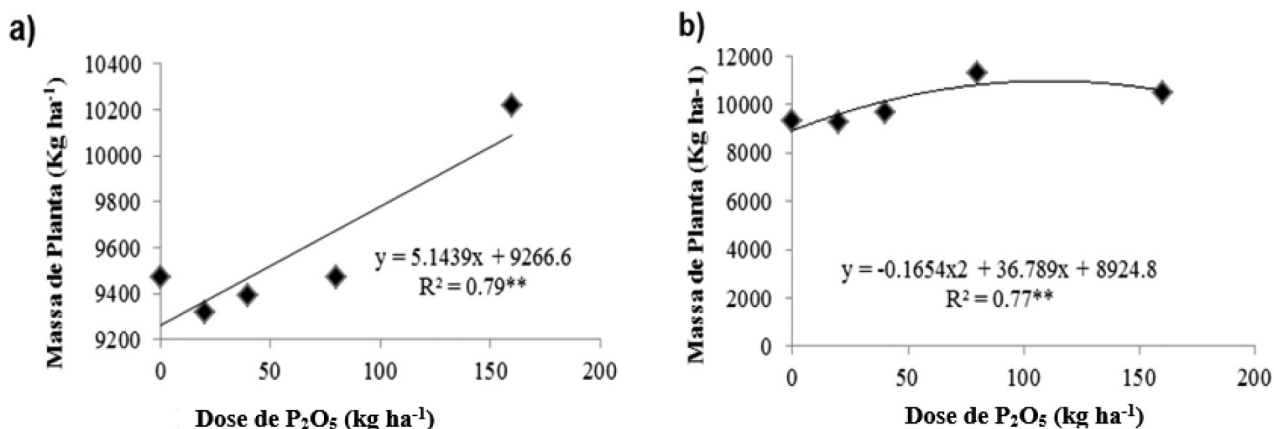 a)
Massa de Planta (Kg ha⁻¹)
10400
10200
10000
9800
9600
9400
9200
y = 5.1439x + 9266.6
R² = 0.79**
0
50
100
150
200
Dose de P₂O₅ (kg ha⁻¹)
b)
Massa de Planta (Kg ha-1)
12000
10000
8000
6000
4000
2000
0
y = -0.1654x2 + 36.789x + 8924.8
R² = 0.77**
0
50
100
150
200
Dose de P₂O₅ (kg ha⁻¹)